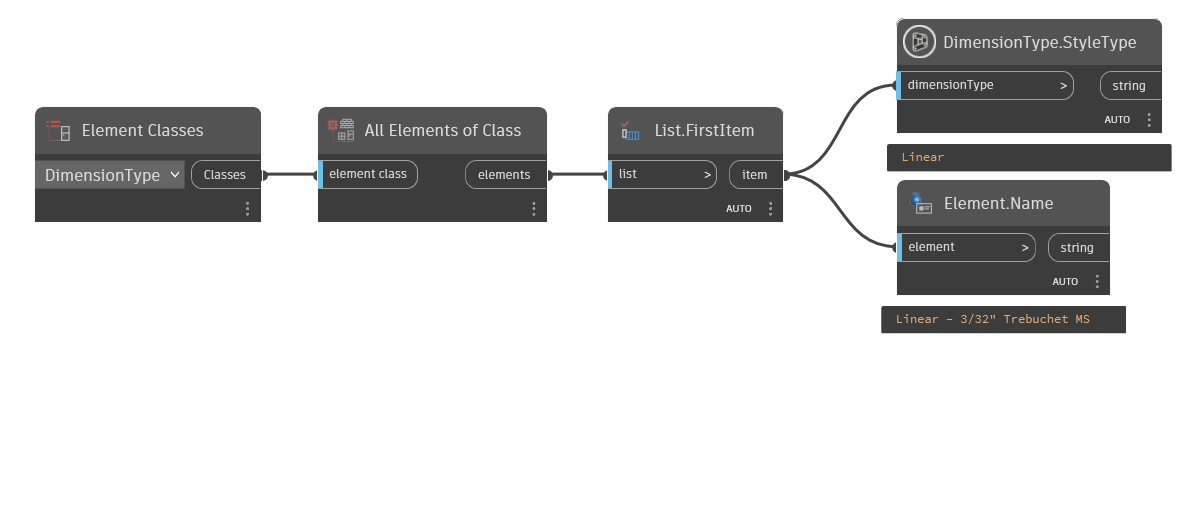 Element Classes
DimensionType
Classes
All Elements of Class
element class
elements
List.FirstItem
list >
item
AUTO
DimensionType.StyleType
dimensionType >
string
AUTO
Linear
Element.Name
element >
string
AUTO
Linear - 3/32" Trebuchet MS